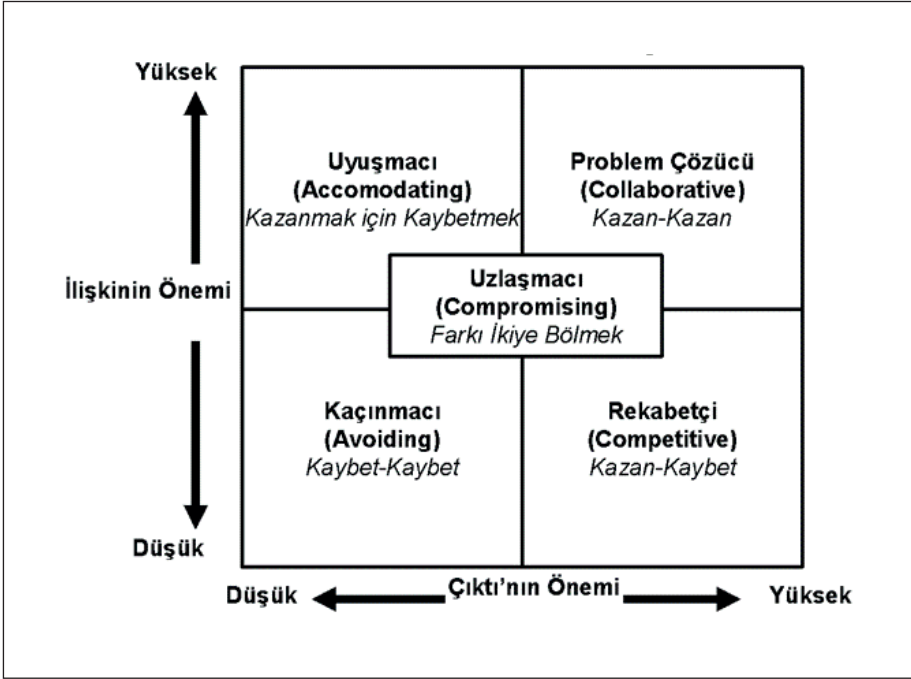 Yüksek
Uyuşmacı
(Accomodating)
Kazanmak için Kaybetmek
Problem Çözücü
(Collaborative)
Kazan-Kazan
İlişkinin Önemi
Uzlaşmacı
(Compromising)
Farkı İkiye Bölmek
Kaçınmacı
(Avoiding)
Kaybet-Kaybet
Rekabetçi
(Competitive)
Kazan-Kaybet
Düşük
Düşük
Çıktı'nın Önemi
Yüksek